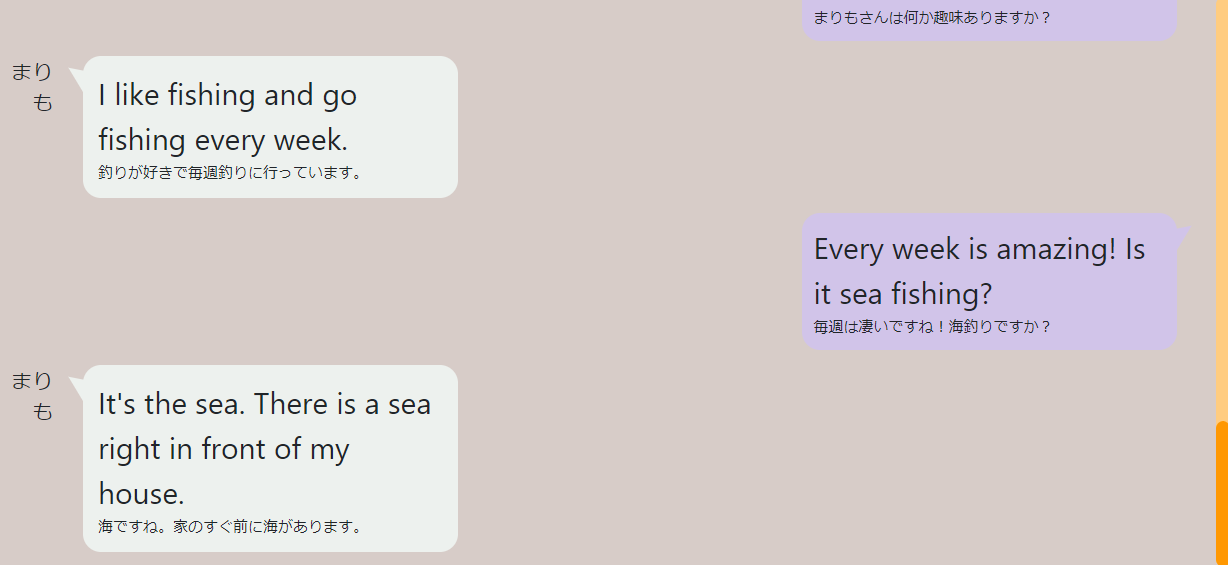 まりもさんは何か趣味ありますか？
まり
も
I like fishing and go
fishing every week.
釣りが好きで毎週釣りに行っています。
Every week is amazing! Is
it sea fishing?
毎週は凄いですね！海釣りですか？
まり
も
It's the sea. There is a sea
right in front of my
house.
海ですね。家のすぐ前に海があります。